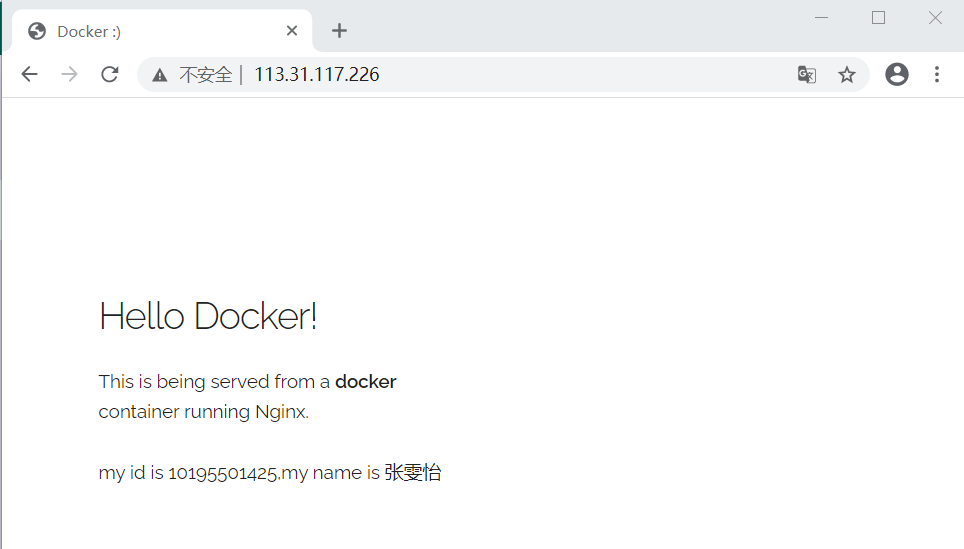 Docker :)
不安全 | 113.31.117.226
Hello Docker!
This is being served from a docker
container running Nginx.
my id is 10195501425,my name is 张雯怡